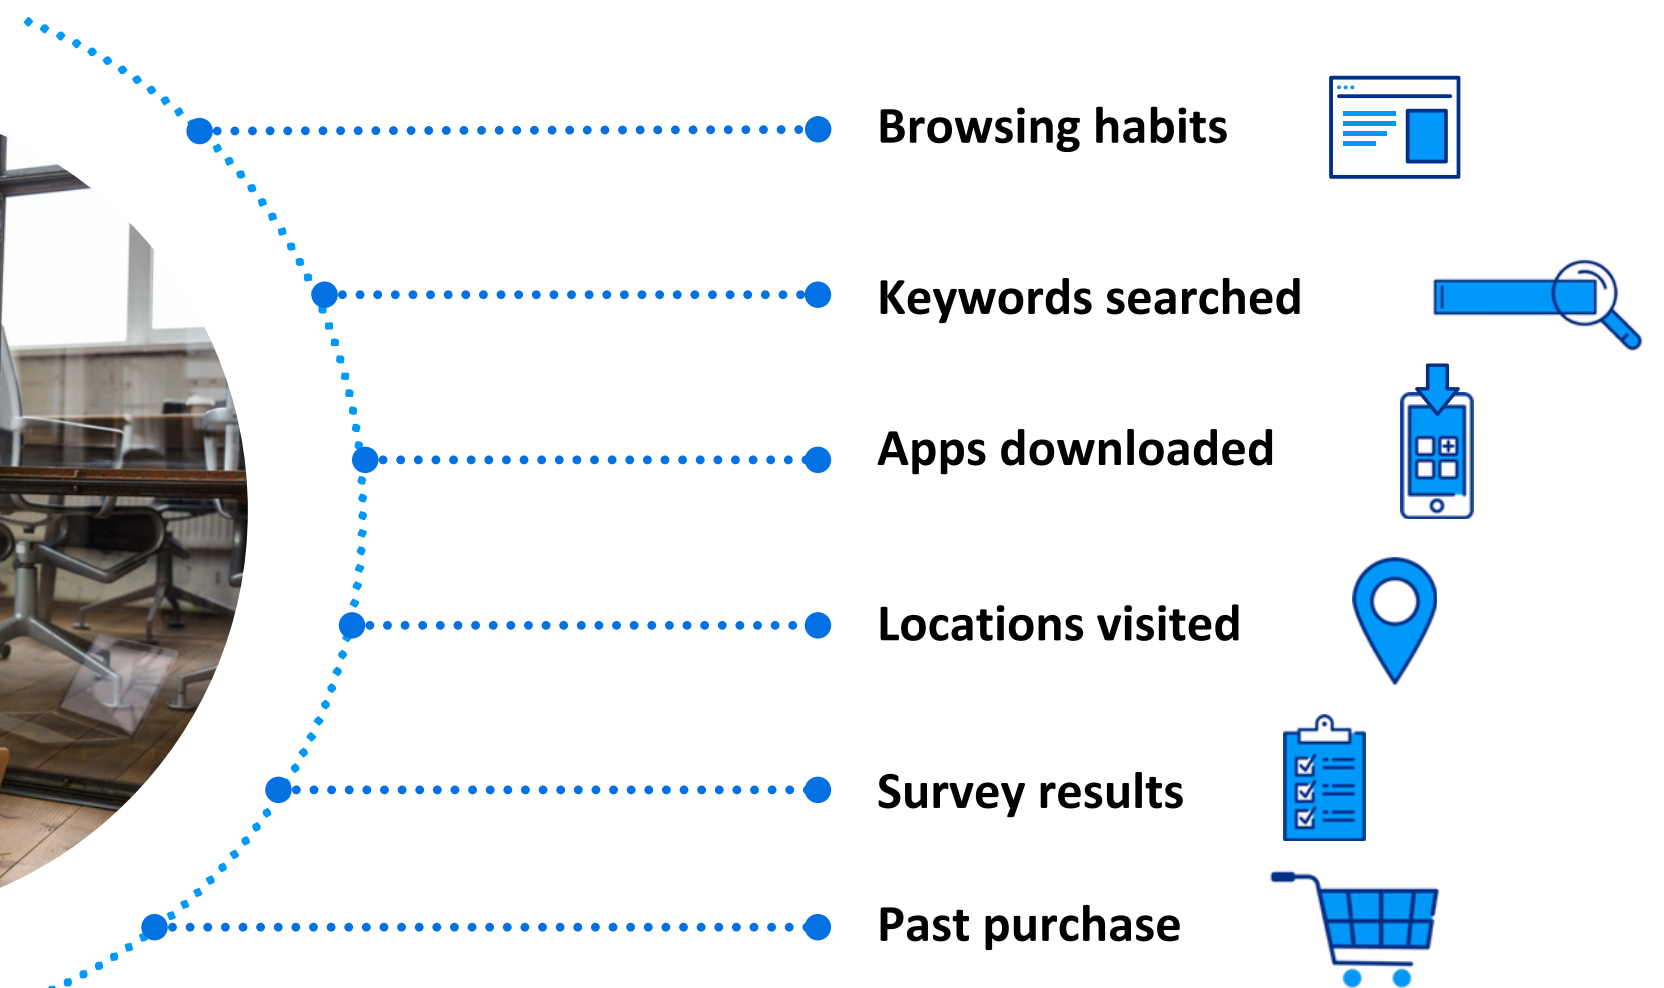 Browsing habits
Keywords searched
Apps downloaded
Locations visited
Survey results
Past purchase